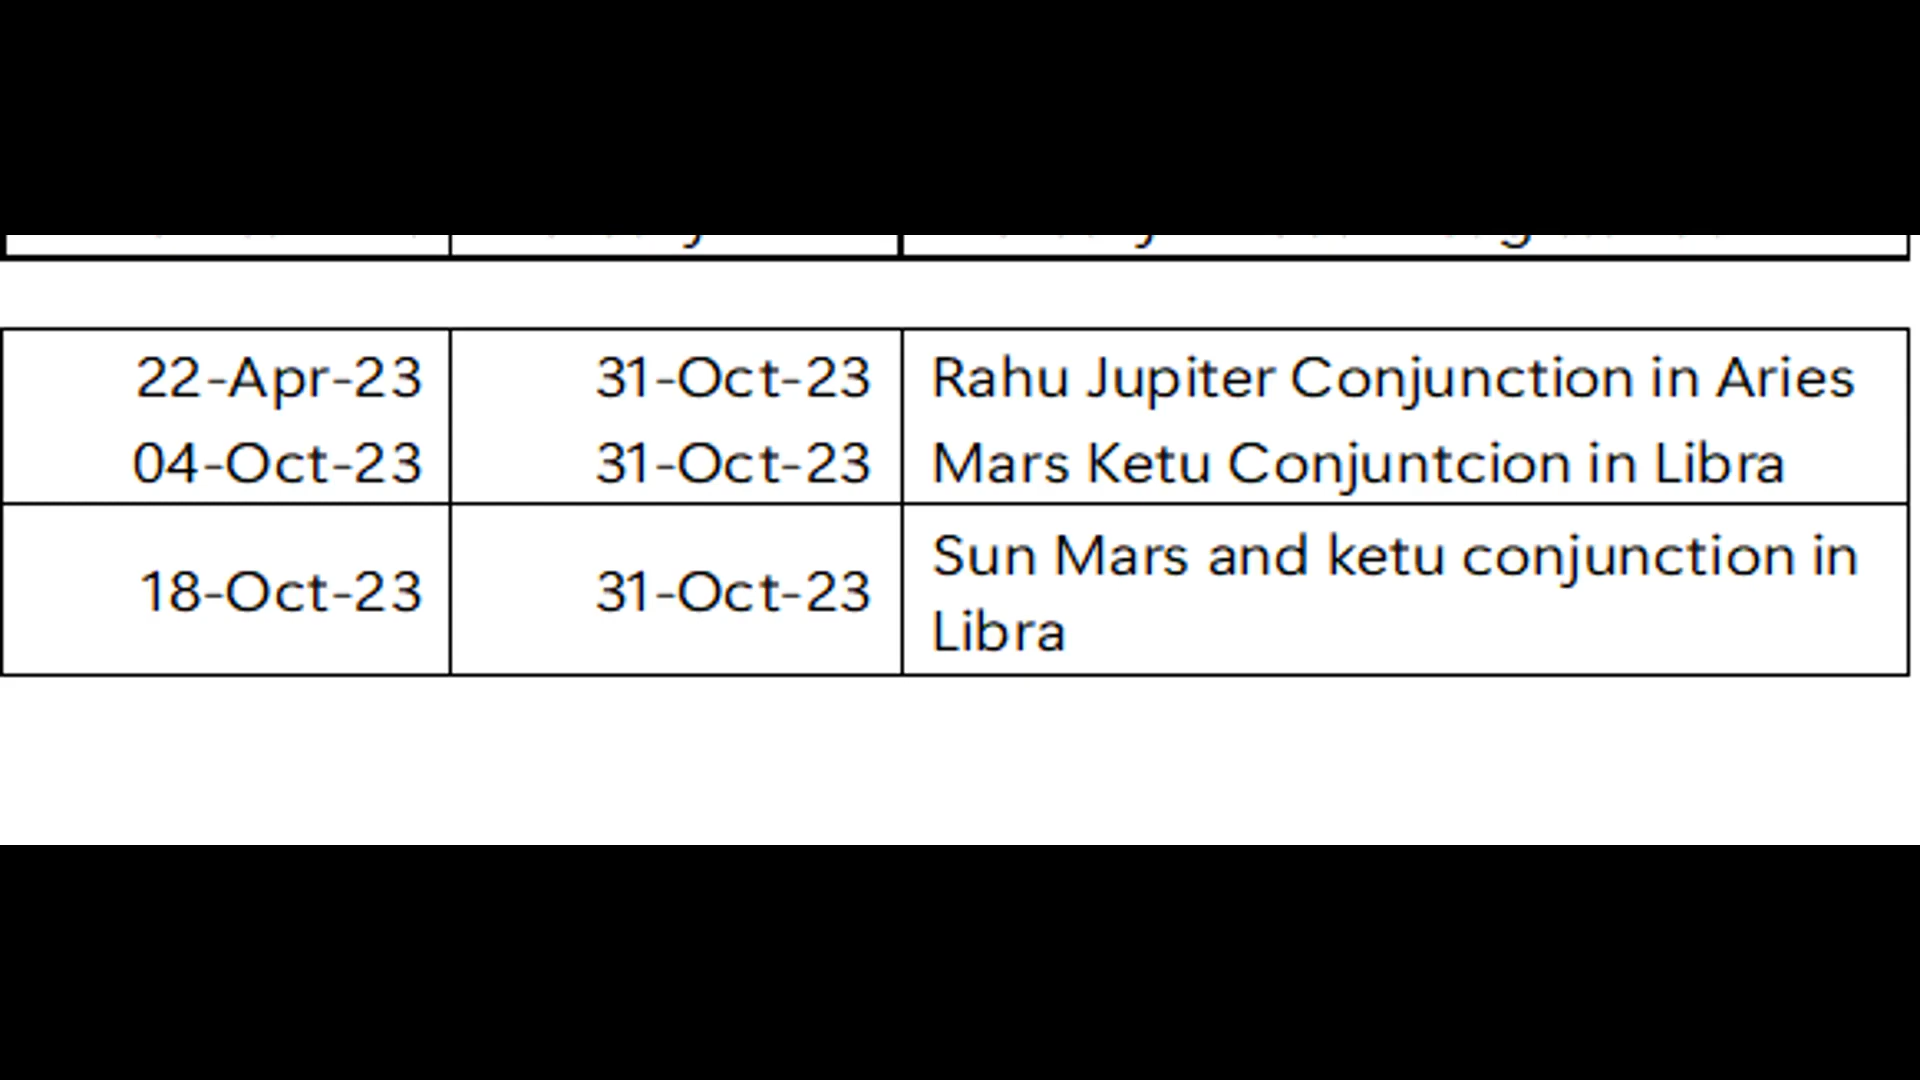 22-Apr-23 31-Oct-23 Rahu Jupiter Conjunction in Aries
04-Oct-23 31-Oct-23 Mars Ketu Conjuntcion in Libra
18-Oct-23 31-Oct-23 Sun Mars and ketu conjunction in
Libra